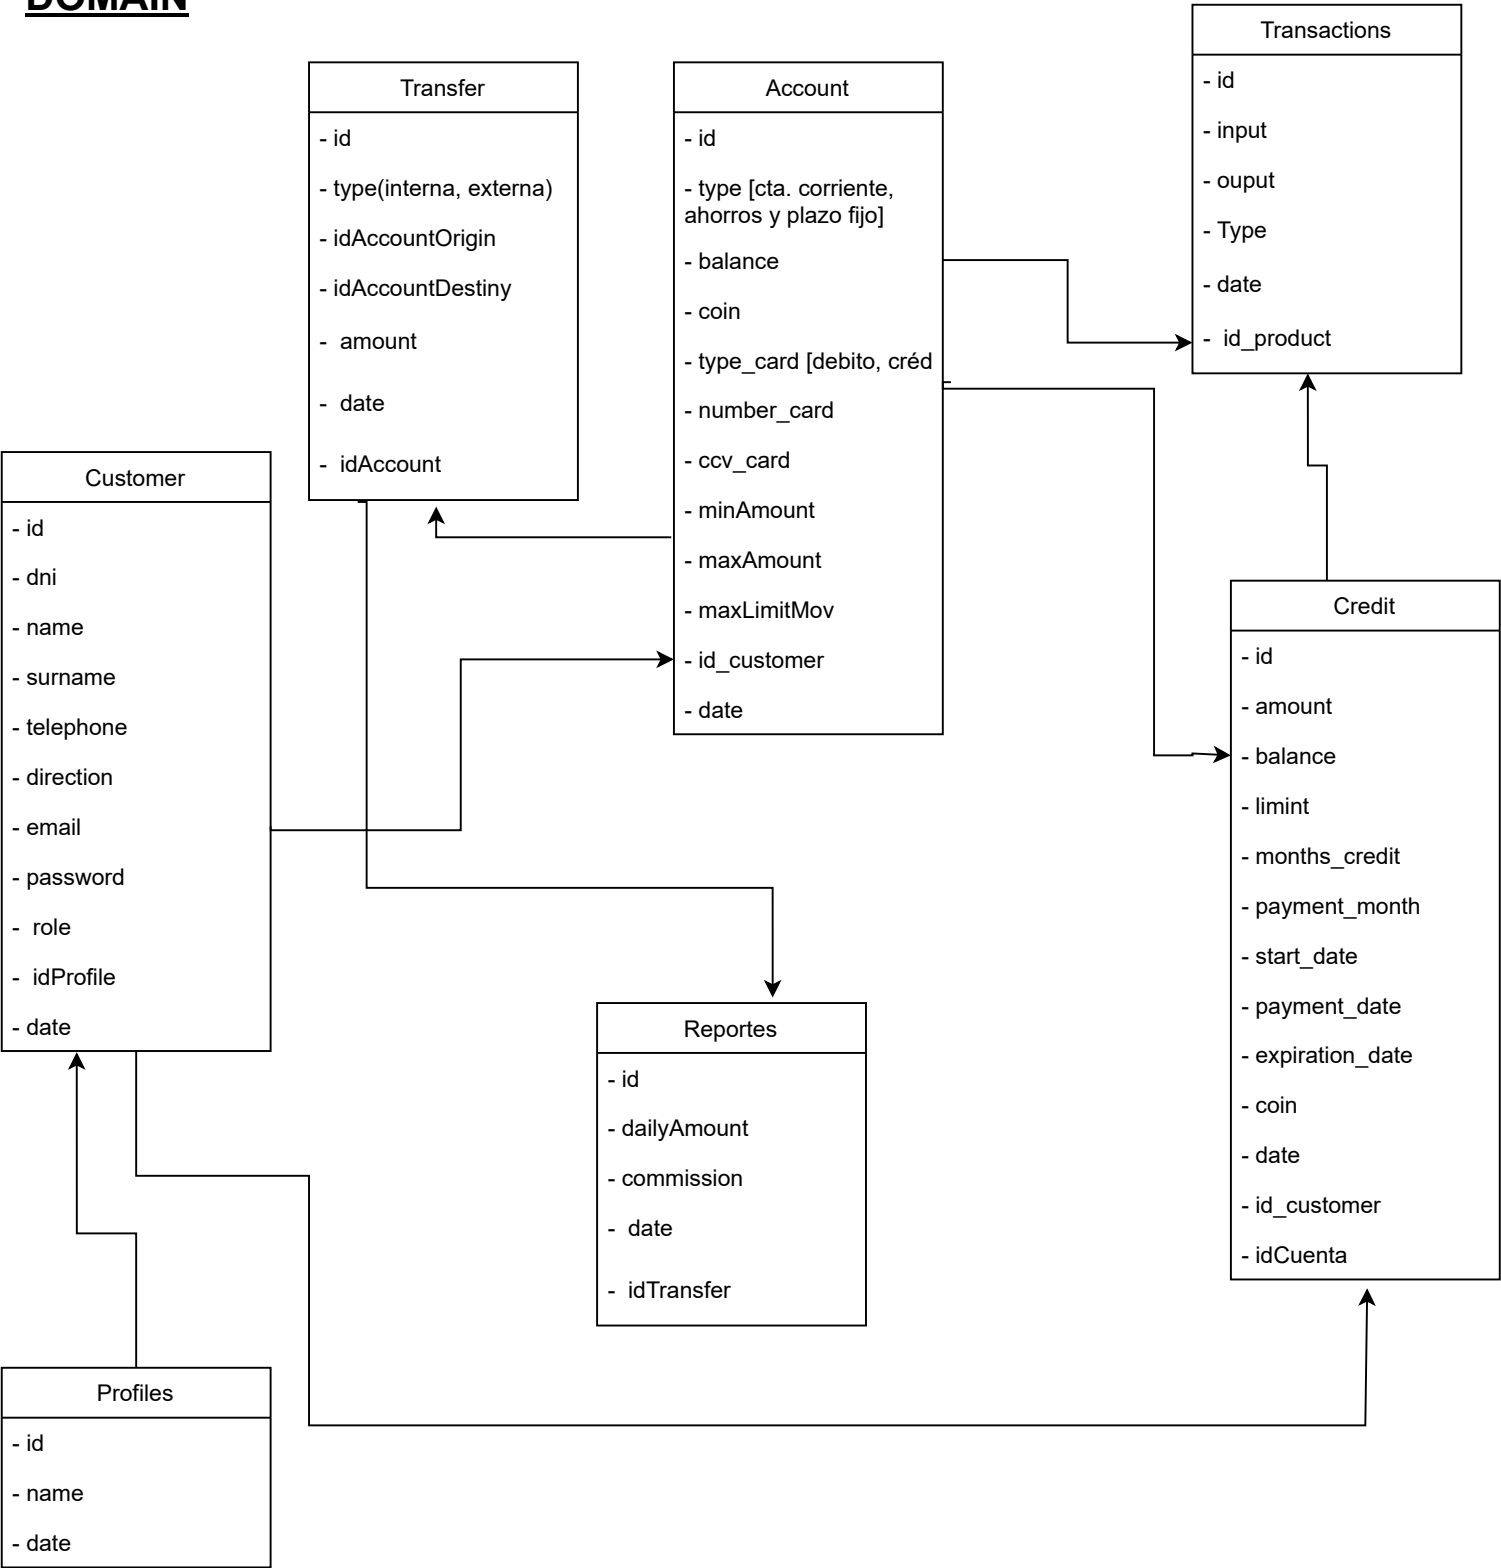 DOMAIN
Transfer
- id
- type(interna, externa)
- idAccountOrigin
- idAccountDestiny
- amount
- date
- idAccount
Account
- id
- type [cta. corriente,
ahorros y plazo fijo]
- balance
- coin
- type_card [debito, créd
- number_card
- ccv_card
- minAmount
- maxAmount
- maxLimitMov
- id_customer
- date
Transactions
- id
- input
- ouput
- Type
- date
- id_product
Customer
- id
- dni
- name
- surname
- telephone
- direction
- email
- password
- role
- idProfile
- date
Credit
- id
- amount
- balance
- limint
- months_credit
- payment_month
- start_date
- payment_date
- expiration_date
- coin
- date
- id_customer
- idCuenta
Reportes
- id
- dailyAmount
- commission
- date
- idTransfer
Profiles
- id
- name
- date